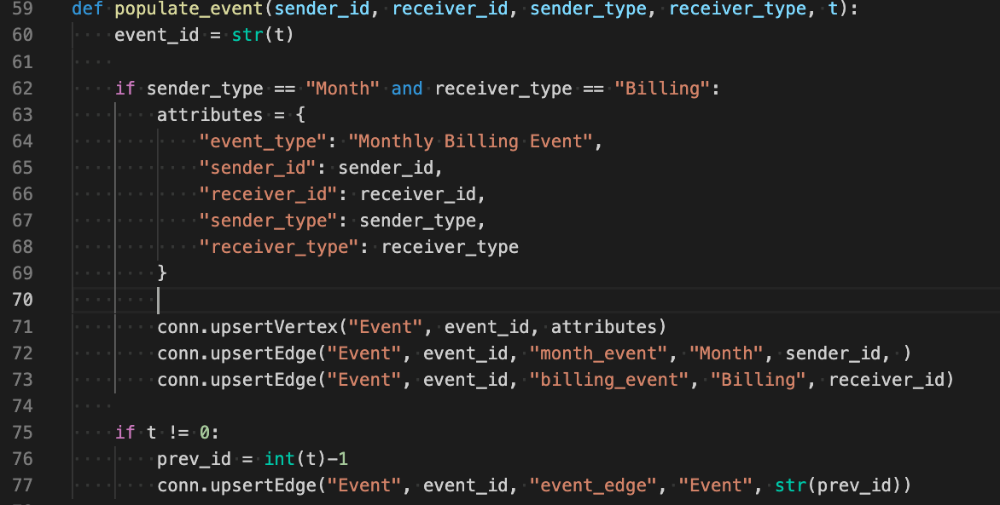 59 def populate_event(sender_id, receiver_id, sender_type, receiver_type, t):
60     event_id = str(t)
61
62     if sender_type == "Month" and receiver_type == "Billing":
63         attributes = {
64             "event_type": "Monthly Billing Event",
65             "sender_id": sender_id,
66             "receiver_id": receiver_id,
67             "sender_type": sender_type,
68             "receiver_type": receiver_type
69         }
70
71         conn.upsertVertex("Event", event_id, attributes)
72         conn.upsertEdge("Event", event_id, "month_event", "Month", sender_id, )
73         conn.upsertEdge("Event", event_id, "billing_event", "Billing", receiver_id)
74
75     if t != 0:
76         prev_id = int(t)-1
77         conn.upsertEdge("Event", event_id, "event_edge", "Event", str(prev_id))